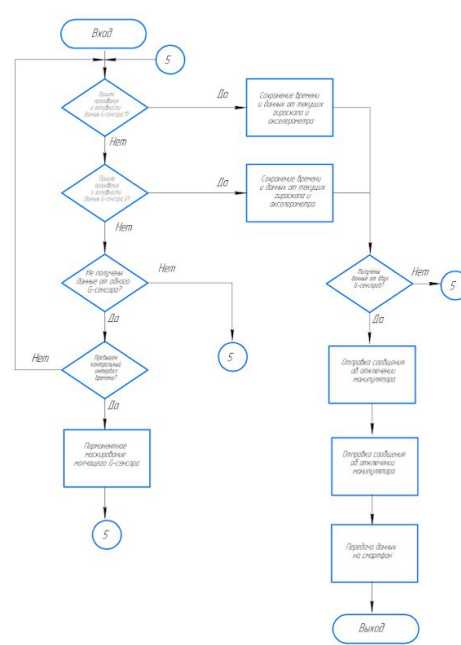 Вход
5
Пришло
прерывание
о готовности
данных G-сенсора 1?
Да
Сохранение времени
и данных от текущих
гироскопа и
акселерометра
Нет
Пришло
прерывание
о готовности
данных G-сенсора 2?
Да
Сохранение времени
и данных от текущих
гироскопа и
акселерометра
Нет
Не получены
данные от одного
G-сенсора?
Нет
5
Да
Получены
данные от двух
G-сенсоров?
Нет
5
Да
Превышен
контрольный
интервал
времени?
Нет
Да
Перманентное
маскирование
молчащего G-сенсора
5
Отправка сообщения
об отключении
манипулятора
Отправка сообщения
об отключении
манипулятора
Передача данных
на смартфон
Выход